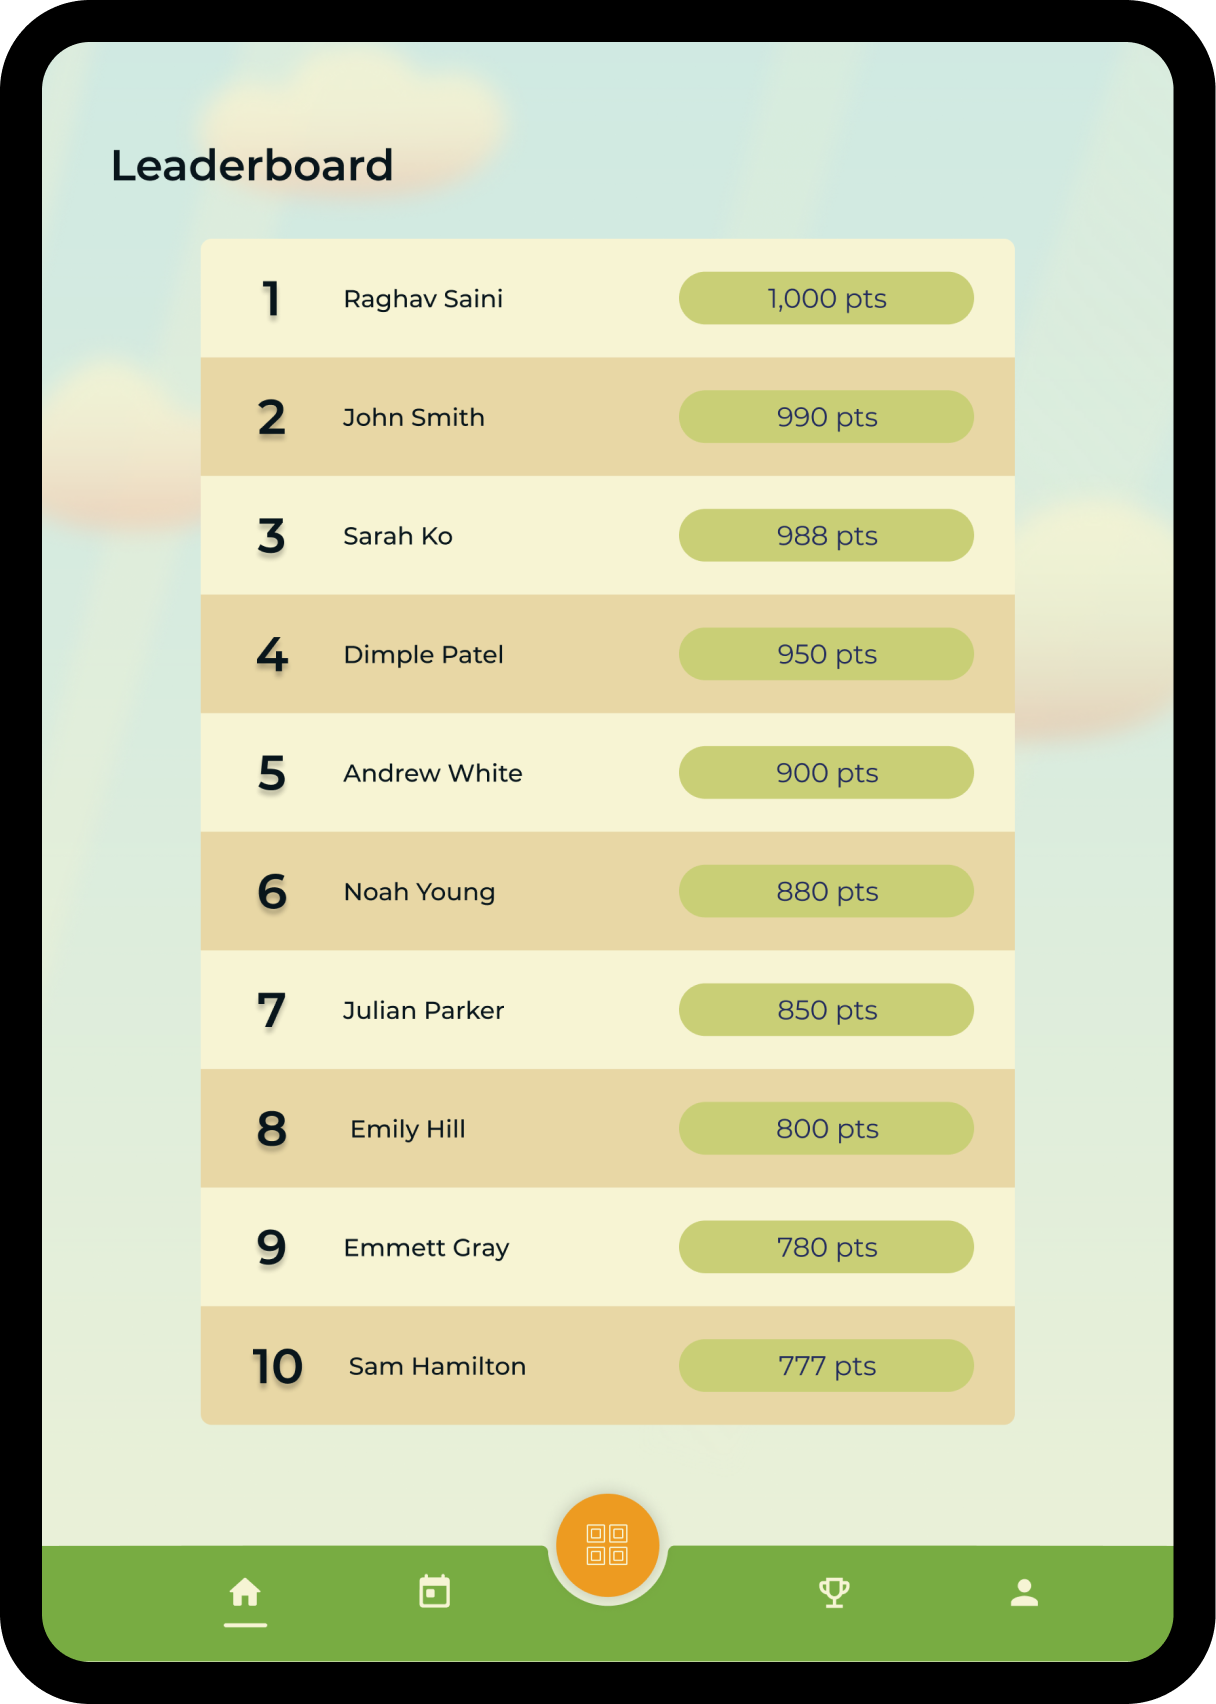 Leaderboard
1 Raghav Saini 1,000 pts
2 John Smith 990 pts
3 Sarah Ko 988 pts
4 Dimple Patel 950 pts
5 Andrew White 900 pts
6 Noah Young 880 pts
7 Julian Parker 850 pts
8 Emily Hill 800 pts
9 Emmett Gray 780 pts
10 Sam Hamilton 777 pts